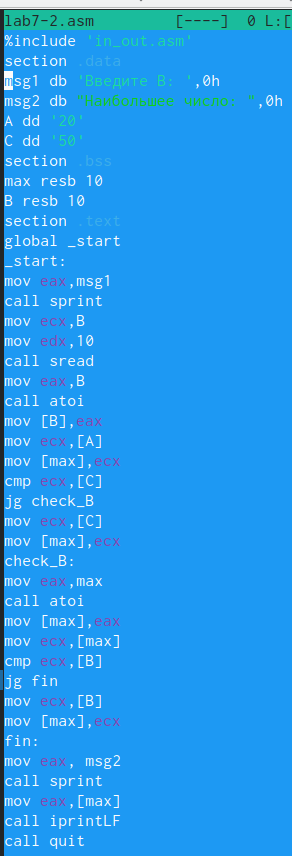 lab7-2.asm [----] 0 L:[
%include 'in_out.asm'
section .data
msg1 db 'Введите B: ',0h
msg2 db "Наибольшее число: ",0h
A dd '20'
C dd '50'
section .bss
max resb 10
B resb 10
section .text
global _start
_start:
mov eax,msg1
call sprint
mov ecx,B
mov edx,10
call sread
mov eax,B
call atoi
mov [B],eax
mov ecx,[A]
mov [max],ecx
cmp ecx,[C]
jg check_B
mov ecx,[C]
mov [max],ecx
check_B:
mov eax,max
call atoi
mov [max],eax
mov ecx,[max]
cmp ecx,[B]
jg fin
mov ecx,[B]
mov [max],ecx
fin:
mov eax, msg2
call sprint
mov eax,[max]
call iprintLF
call quit